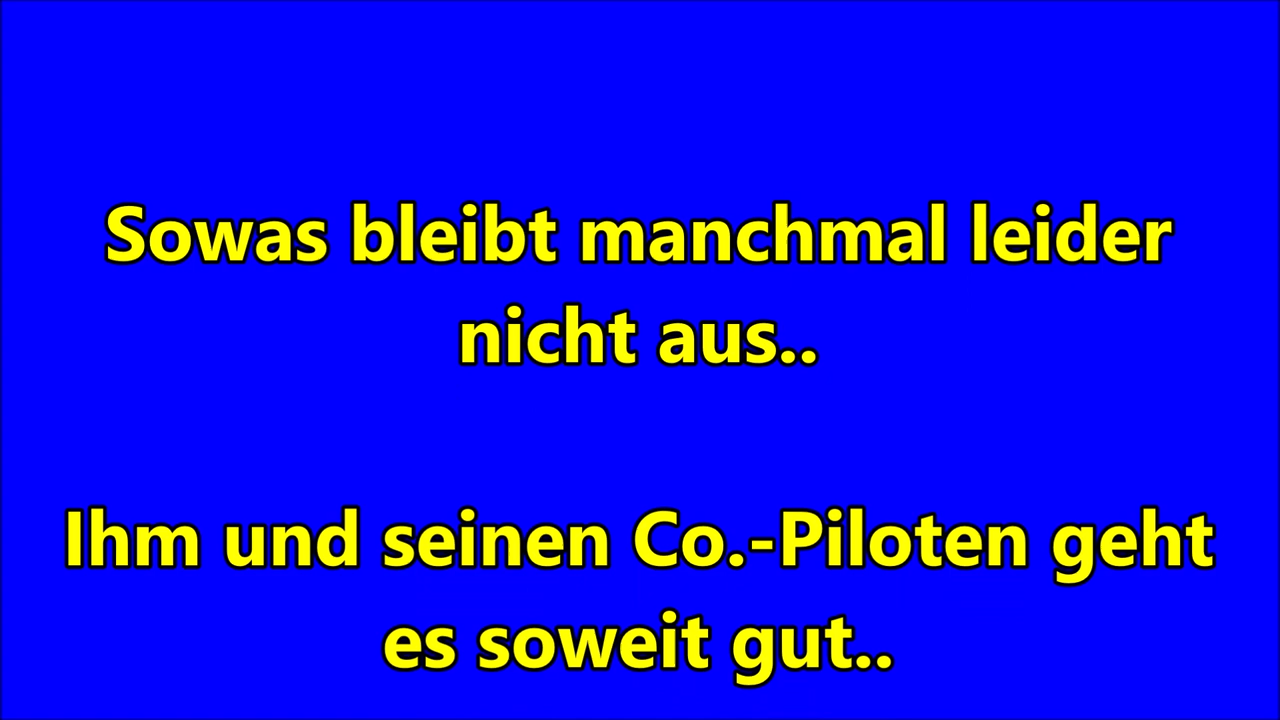 Sowas bleibt manchmal leider
nicht aus..
Ihm und seinen Co.-Piloten geht
es soweit gut..